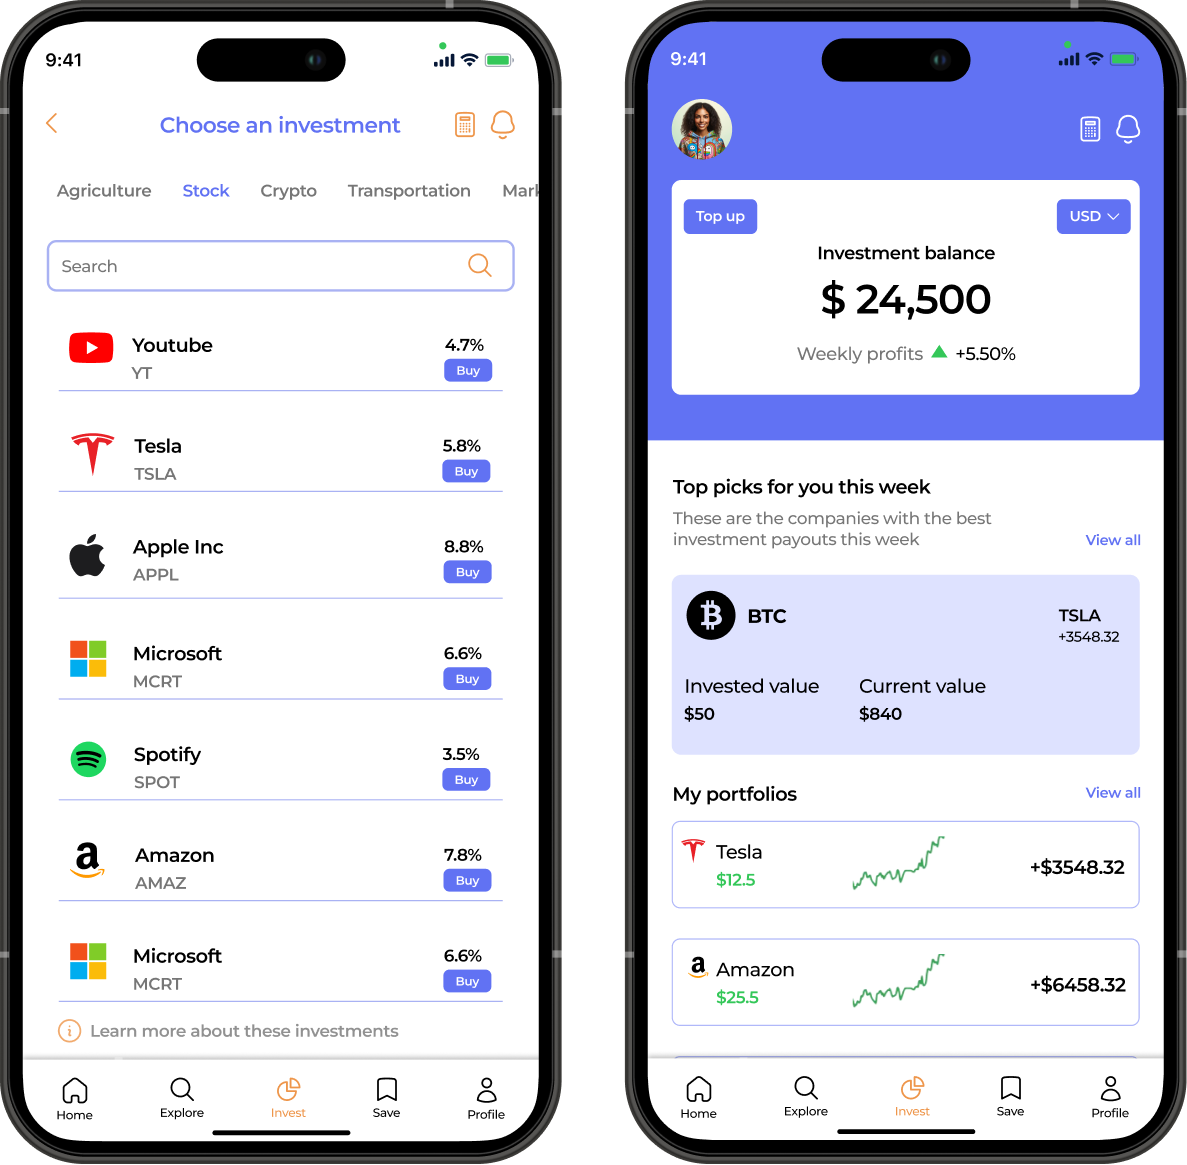 9:41
Choose an investment
Agriculture Stock Crypto Transportation Mark
Search
Youtube 4.7%
YT Buy
Tesla 5.8%
TSLA Buy
Apple Inc 8.8%
APPL Buy
Microsoft 6.6%
MCRT Buy
Spotify 3.5%
SPOT Buy
Amazon 7.8%
AMAZ Buy
Microsoft 6.6%
MCRT Buy
Learn more about these investments
Home Explore Invest Save Profile
9:41
Top up USD
Investment balance
$ 24,500
Weekly profits +5.50%
Top picks for you this week
These are the companies with the best
investment payouts this week View all
BTC TSLA
+3548.32
Invested value Current value
$50 $840
My portfolios View all
Tesla
$12.5 +$3548.32
Amazon
$25.5 +$6458.32
Home Explore Invest Save Profile